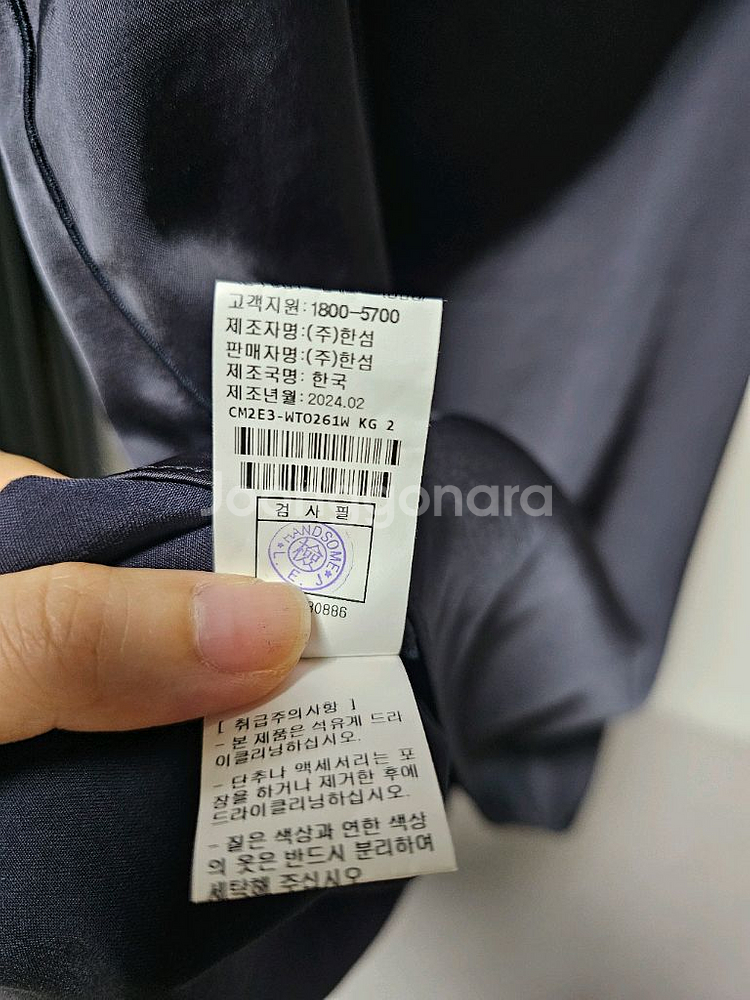 고객지원:1800-5700
제조자명:(주)한섬
판매자명:(주)한섬
제조국명: 한국
제조년월:2024.02
CM2E3-WTO261W KG 2
Joonggonara
검 사 필
HANDSOME
L.E.J
80886
[ 취급주의사항 ]
- 본 제품은 석유계 드라
이클리닝하십시오.
- 단추나 액세서리는 포
장을 하거나 제거한 후에
드라이클리닝하십시오.
- 짙은 색상과 연한 색상
의 옷은 반드시 분리하여
세탁해 주십시오